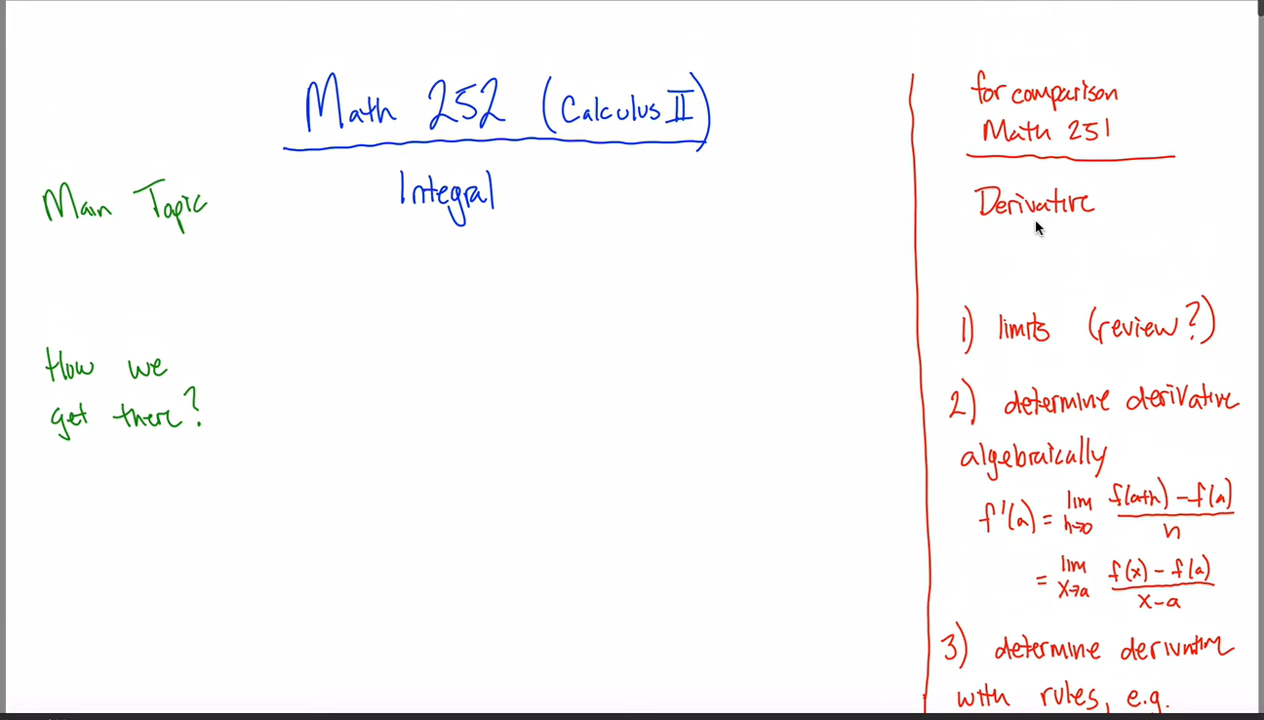 Math 252 (Calculus II)
Main Topic
Integral
How we
get there?
for comparison
Math 251
Derivative
1) limits (review?)
2) determine derivative
algebraically
f'(a) = lim h→0 f(a+h) - f(a) / h
= lim x→a f(x) - f(a) / x - a
3) determine derivative
with rules, e.g.